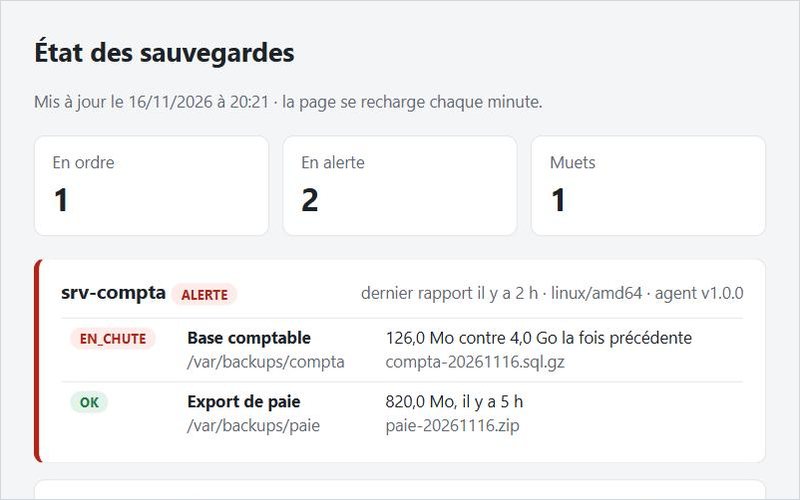 État des sauvegardes
Mis à jour le 16/11/2026 à 20:21 · la page se recharge chaque minute.
En ordre
1
En alerte
2
Muets
1
srv-compta ALERTE dernier rapport il y a 2 h · linux/amd64 · agent v1.0.0
EN_CHUTE Base comptable 126,0 Mo contre 4,0 Go la fois précédente
/var/backups/compta compta-20261116.sql.gz
OK Export de paie 820,0 Mo, il y a 5 h
/var/backups/paie paie-20261116.zip